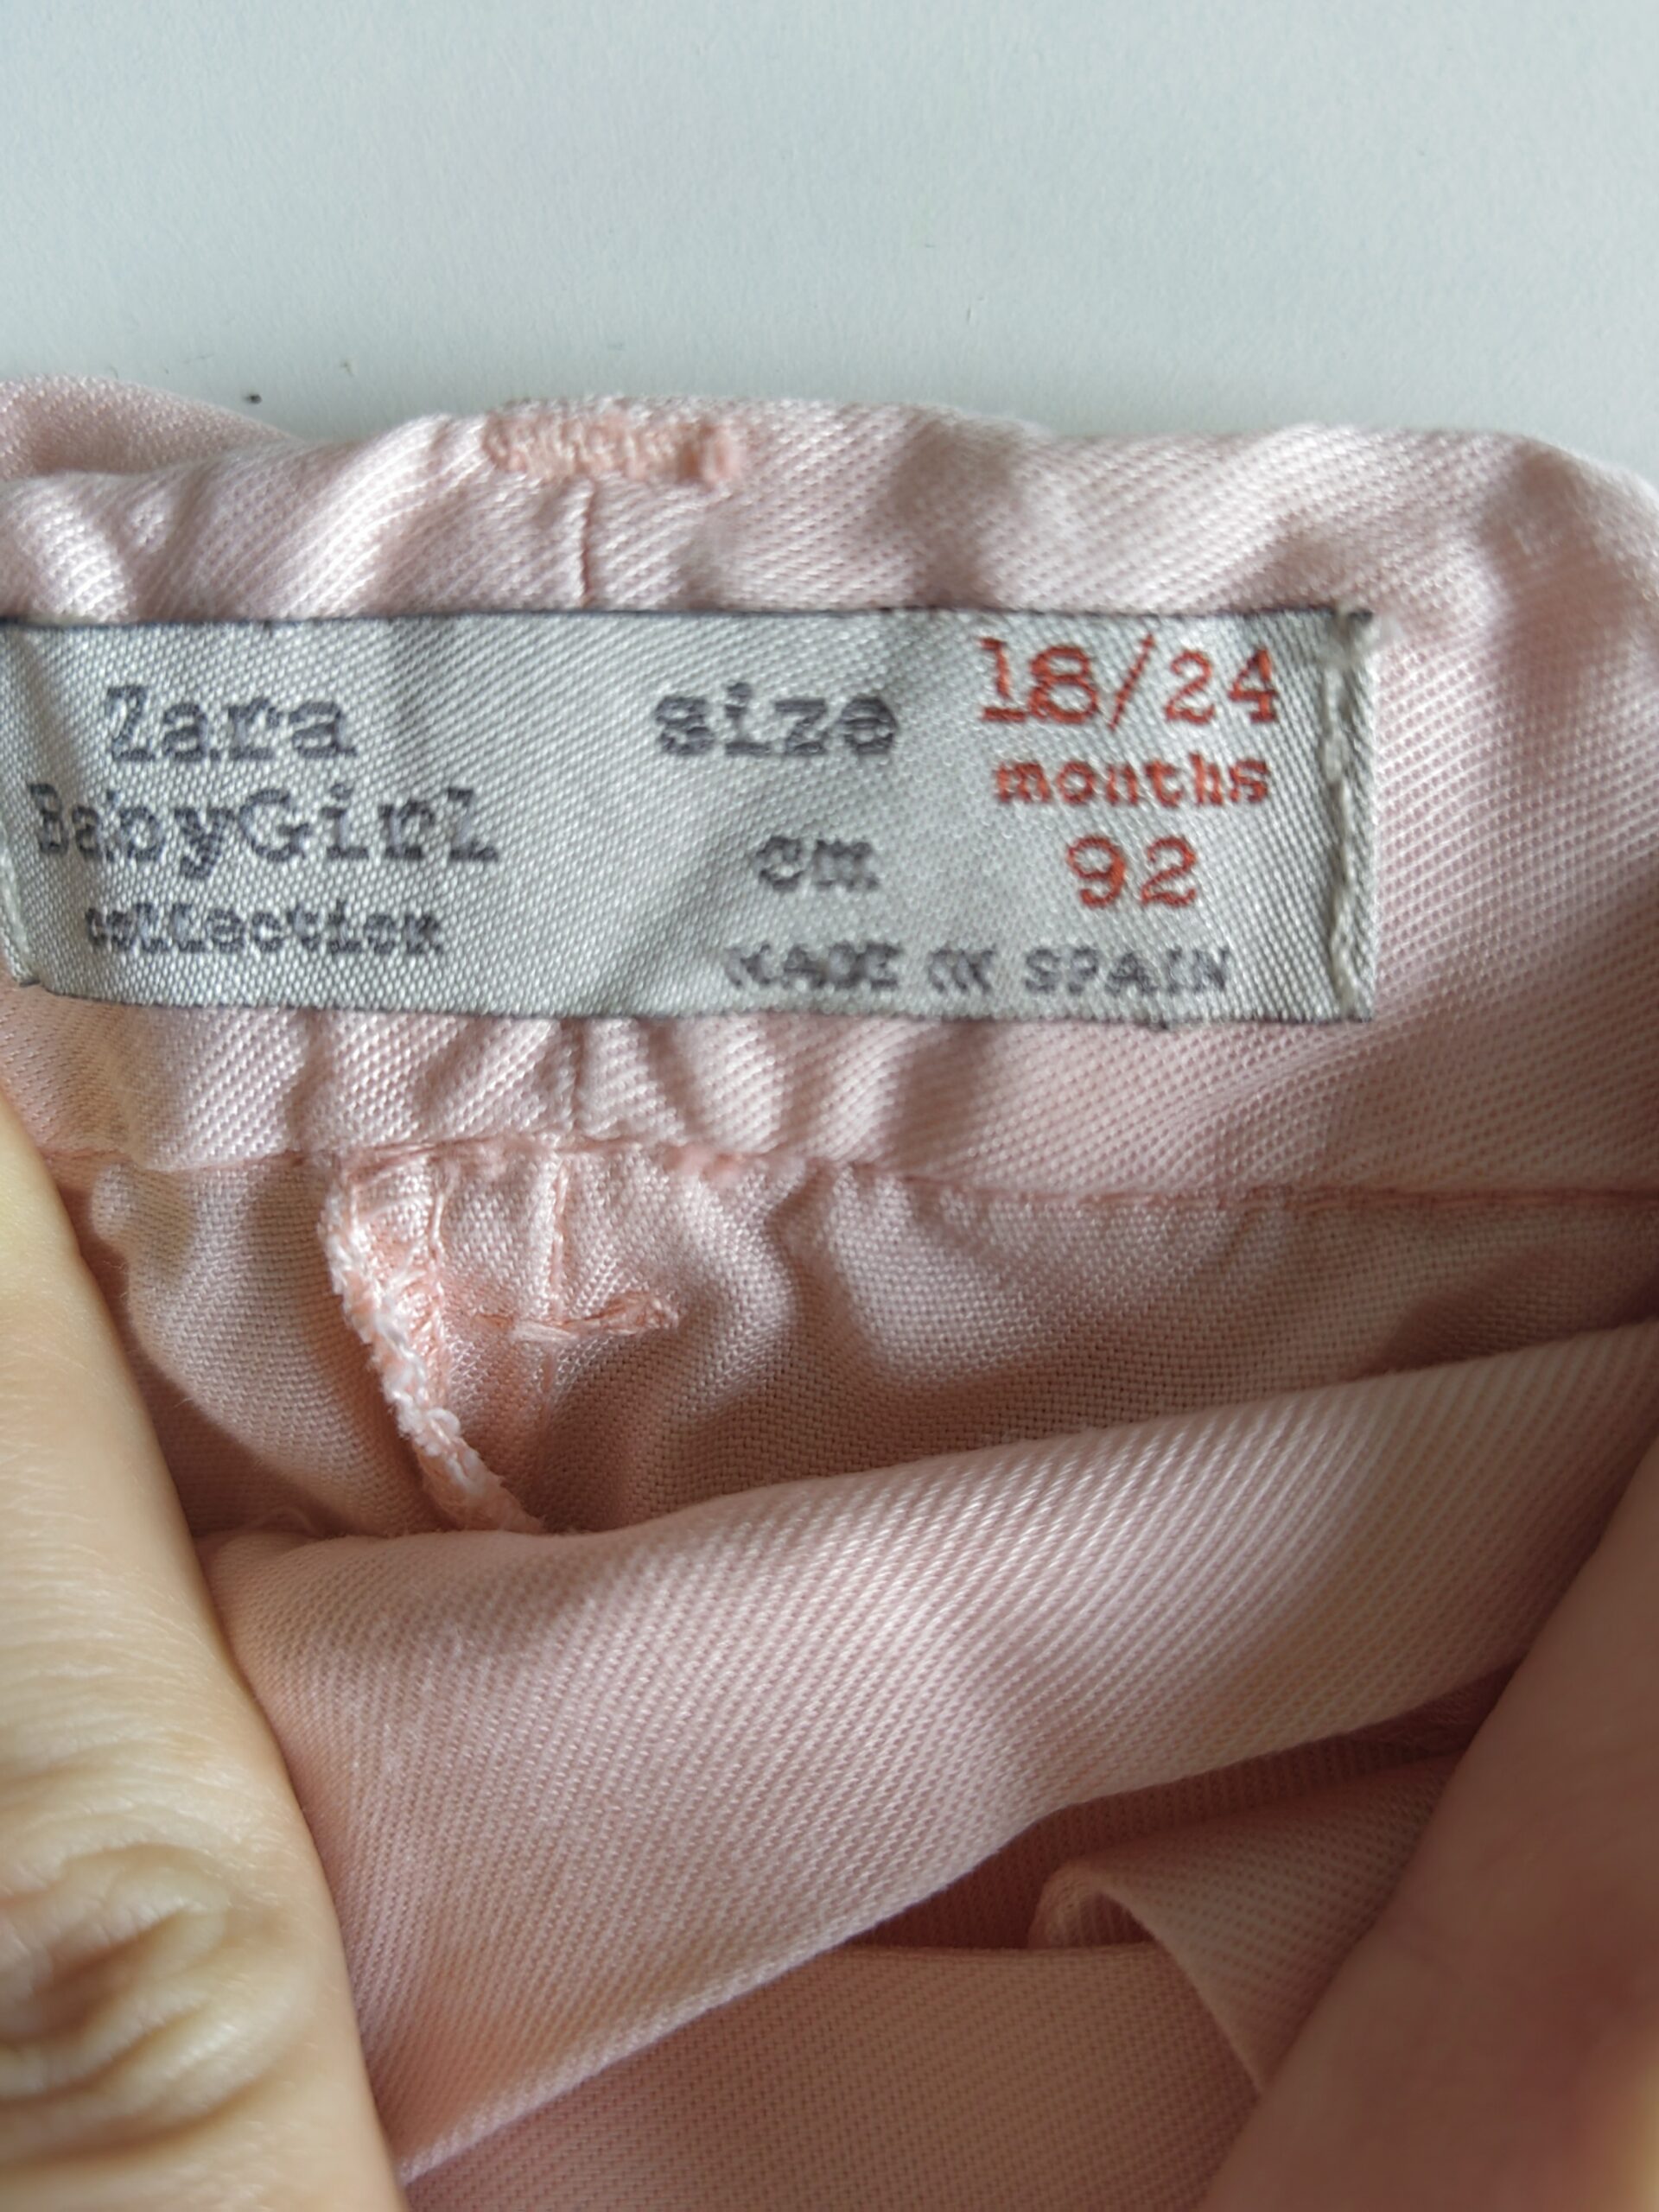 Zara
BabyGirl
collection
size 18/24
months
cm 92
MADE IN SPAIN